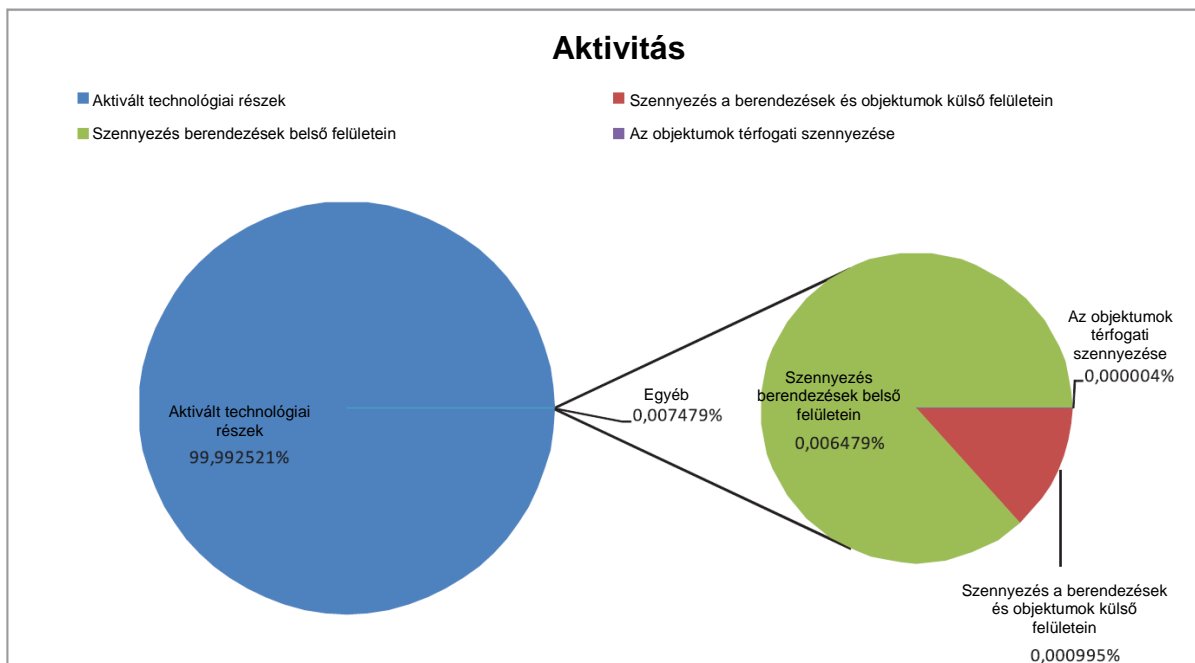 Aktivitás
Aktivált technológiai részek
Szennyezés a berendezések és objektumok külső felületein
Szennyezés berendezések belső felületein
Az objektumok térfogati szennyezése
Aktivált technológiai
részek
99,992521%
Egyéb
0,007479%
Szennyezés
berendezések belső
felületein
0,006479%
Az objektumok
térfogati
szennyezése
0,000004%
Szennyezés a berendezések
és objektumok külső
felületein
0,000995%